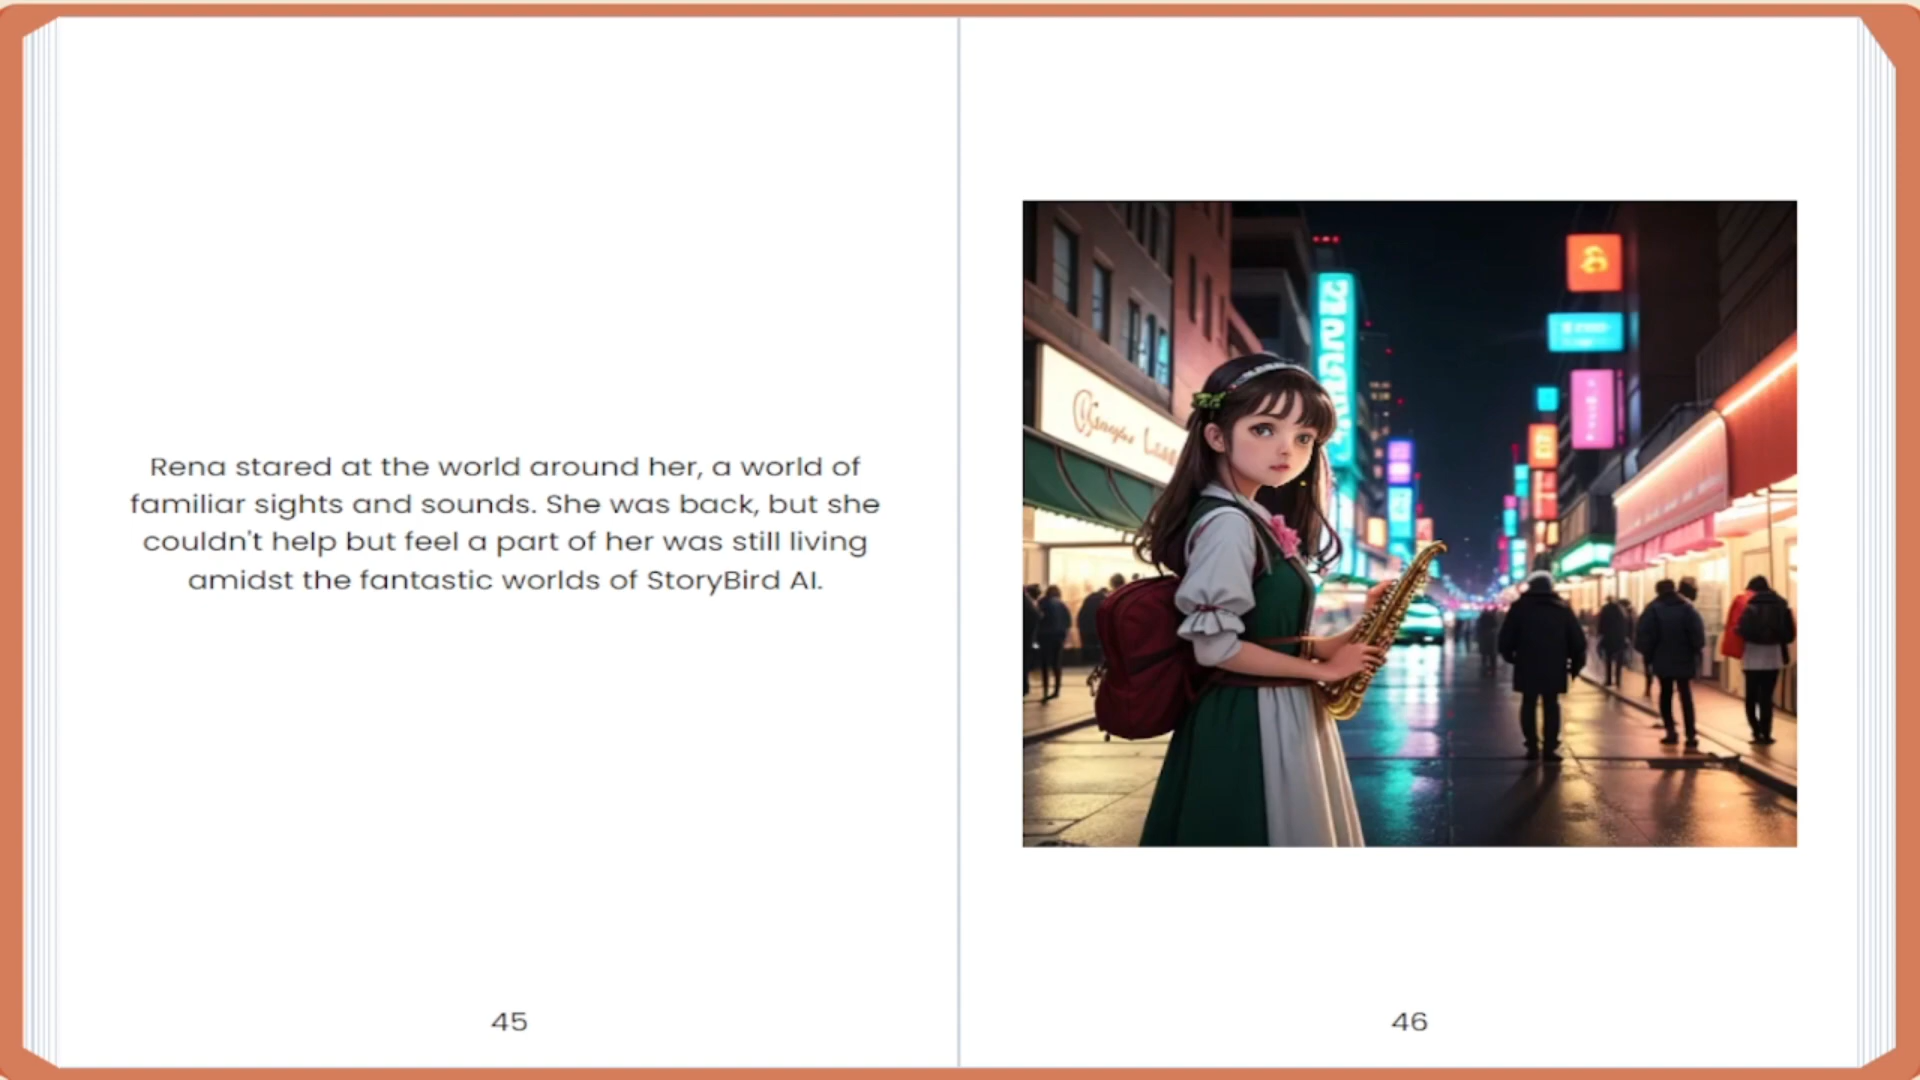 Rena stared at the world around her, a world of
familiar sights and sounds. She was back, but she
couldn't help but feel a part of her was still living
amidst the fantastic worlds of StoryBird AI.
45
46